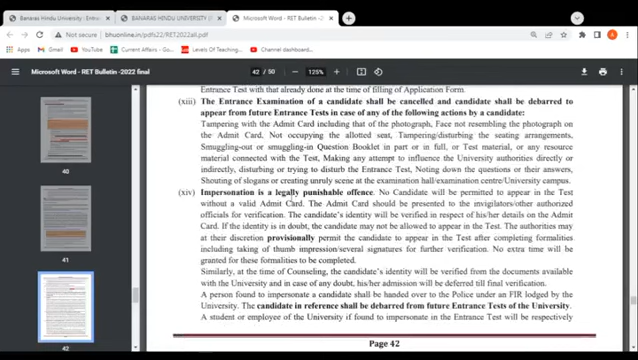 Banaras Hindu University - Entra
BANARAS HINDU UNIVERSITY [
Microsoft Word - RET Bulletin -2
Not secure | bhuonline.in/pdfs22/RET2022all.pdf
Gmail
YouTube
Current Affairs - Go...
Levels Of Teaching...
Channel dashboard...
Microsoft Word - RET Bulletin -2022 final
42 / 50
125%
40
41
42
Entrance Test with that already done at the time of filling of Application Form.
(xiii) The Entrance Examination of a candidate shall be cancelled and candidate shall be debarred to
appear from future Entrance Tests in case of any of the following actions by a candidate:
Tampering with the Admit Card including that of the photograph, Face not resembling the photograph on
the Admit Card. Not occupying the allotted seat, Tampering/disturbing the seating arrangements,
Smuggling-out or smuggling-in Question Booklet in part or in full, or Test material, or any resource
material connected with the Test, Making any attempt to influence the University authorities directly or
indirectly, disturbing or trying to disturb the Entrance Test, Noting down the questions or their answers,
Shouting of slogans or creating unruly scene at the examination hall/examination centre/University campus.
(xiv) Impersonation is a legally punishable offence. No Candidate will be permitted to appear in the Test
without a valid Admit Card. The Admit Card should be presented to the invigilators/other authorized
officials for verification. The candidate's identity will be verified in respect of his/her details on the Admit
Card. If the identity is in doubt, the candidate may not be allowed to appear in the Test. The authorities may
at their discretion provisionally permit the candidate to appear in the Test after completing formalities
including taking of thumb impression/several signatures for further verification. No extra time will be
granted for these formalities to be completed.
Similarly, at the time of Counseling, the candidate's identity will be verified from the documents available
with the University and in case of any doubt, his/her admission will be deferred till final verification.
A person found to impersonate a candidate shall be handed over to the Police under an FIR lodged by the
University. The candidate in reference shall be debarred from future Entrance Tests of the University.
A student or employee of the University if found to impersonate in the Entrance Test will be respectively
Page 42